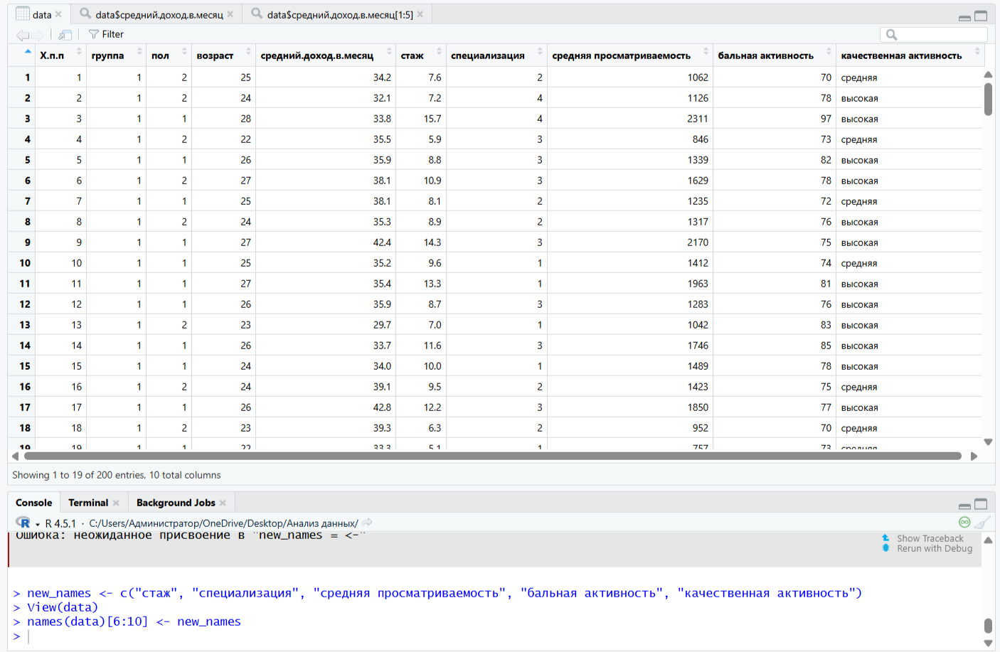 data data$средний.доход.в.месяц data$средний.доход.в.месяц[1:5]
Filter
Х.п.п группа пол возраст средний.доход.в.месяц стаж специализация средняя просматриваемость бальная активность качественная активность
1 1 1 2 25 34.2 7.6 2 1062 70 средняя
2 2 1 2 24 32.1 7.2 4 1126 78 высокая
3 3 1 1 28 33.8 15.7 4 2311 97 высокая
4 4 1 2 22 35.5 5.9 3 846 73 средняя
5 5 1 1 26 35.9 8.8 3 1339 82 высокая
6 6 1 2 27 38.1 10.9 3 1629 78 высокая
7 7 1 1 25 38.1 8.1 2 1235 72 средняя
8 8 1 2 24 35.3 8.9 2 1317 76 высокая
9 9 1 1 27 42.4 14.3 3 2170 75 высокая
10 10 1 1 25 35.2 9.6 1 1412 74 средняя
11 11 1 1 27 35.4 13.3 1 1963 81 высокая
12 12 1 1 26 35.9 8.7 3 1283 76 высокая
13 13 1 2 23 29.7 7.0 1 1042 83 высокая
14 14 1 1 26 33.7 11.6 3 1746 85 высокая
15 15 1 1 24 34.0 10.0 1 1489 78 высокая
16 16 1 2 24 39.1 9.5 2 1423 75 средняя
17 17 1 1 26 42.8 12.2 3 1850 77 высокая
18 18 1 2 23 39.3 6.3 2 952 70 средняя
19 19 1 1 22 33.3 5.1 1 757 73 средняя
Showing 1 to 19 of 200 entries, 10 total columns
Console Terminal Background Jobs
R R 4.5.1 · C:/Users/Администратор/OneDrive/Desktop/Анализ данных/
Ошибка: неожиданное присвоение в "new_names = <-"
Show Traceback
Rerun with Debug
> new_names <- c("стаж", "специализация", "средняя просматриваемость", "бальная активность", "качественная активность")
> View(data)
> names(data)[6:10] <- new_names
>